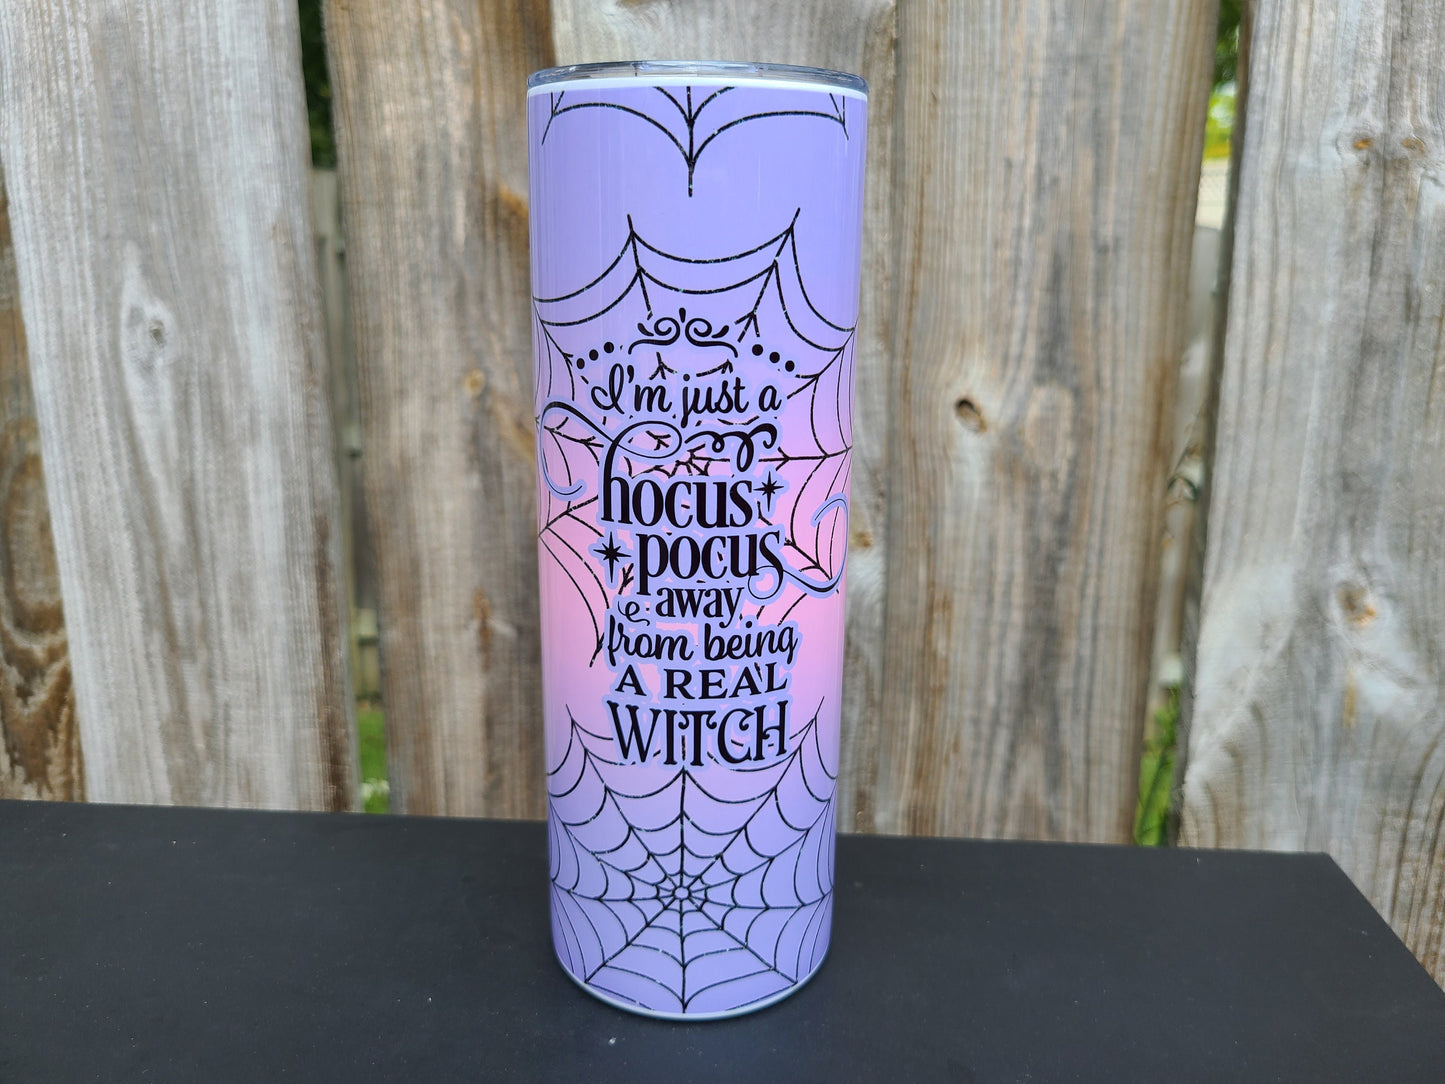 I'm just a
hocus
pocus
away
from being
A REAL
WITCH